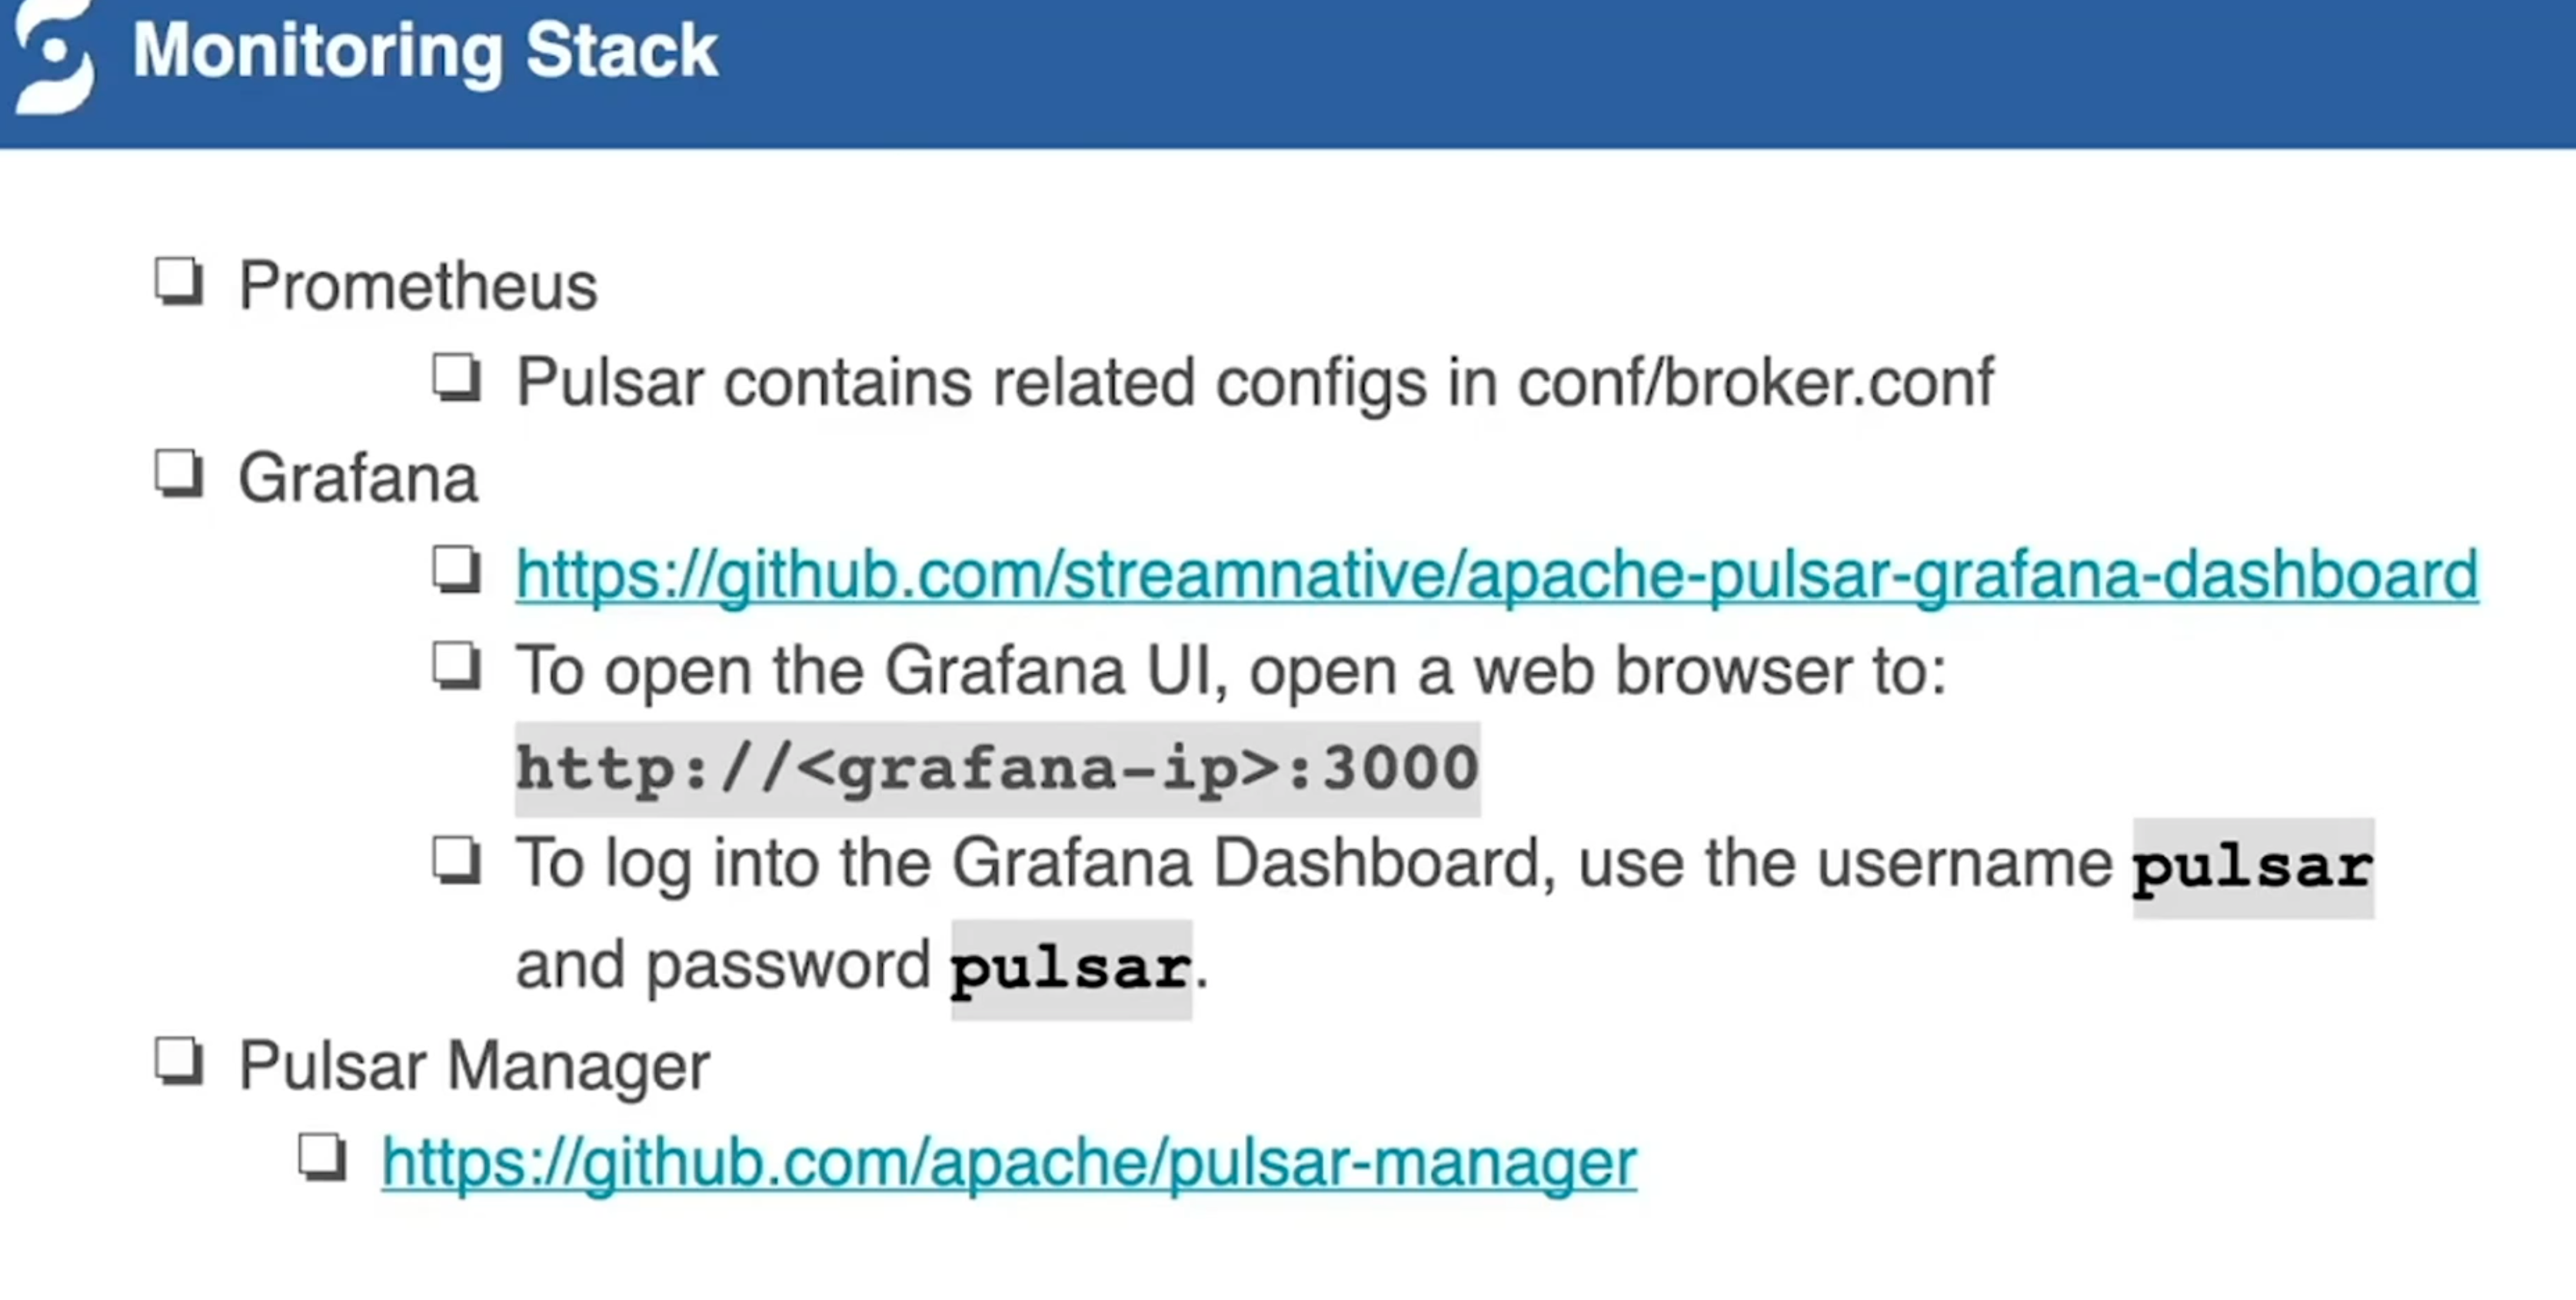 Monitoring Stack
Prometheus
Pulsar contains related configs in conf/broker.conf
Grafana
https://github.com/streamnative/apache-pulsar-grafana-dashboard
To open the Grafana UI, open a web browser to:
http://<grafana-ip>:3000
To log into the Grafana Dashboard, use the username pulsar
and password pulsar.
Pulsar Manager
https://github.com/apache/pulsar-manager